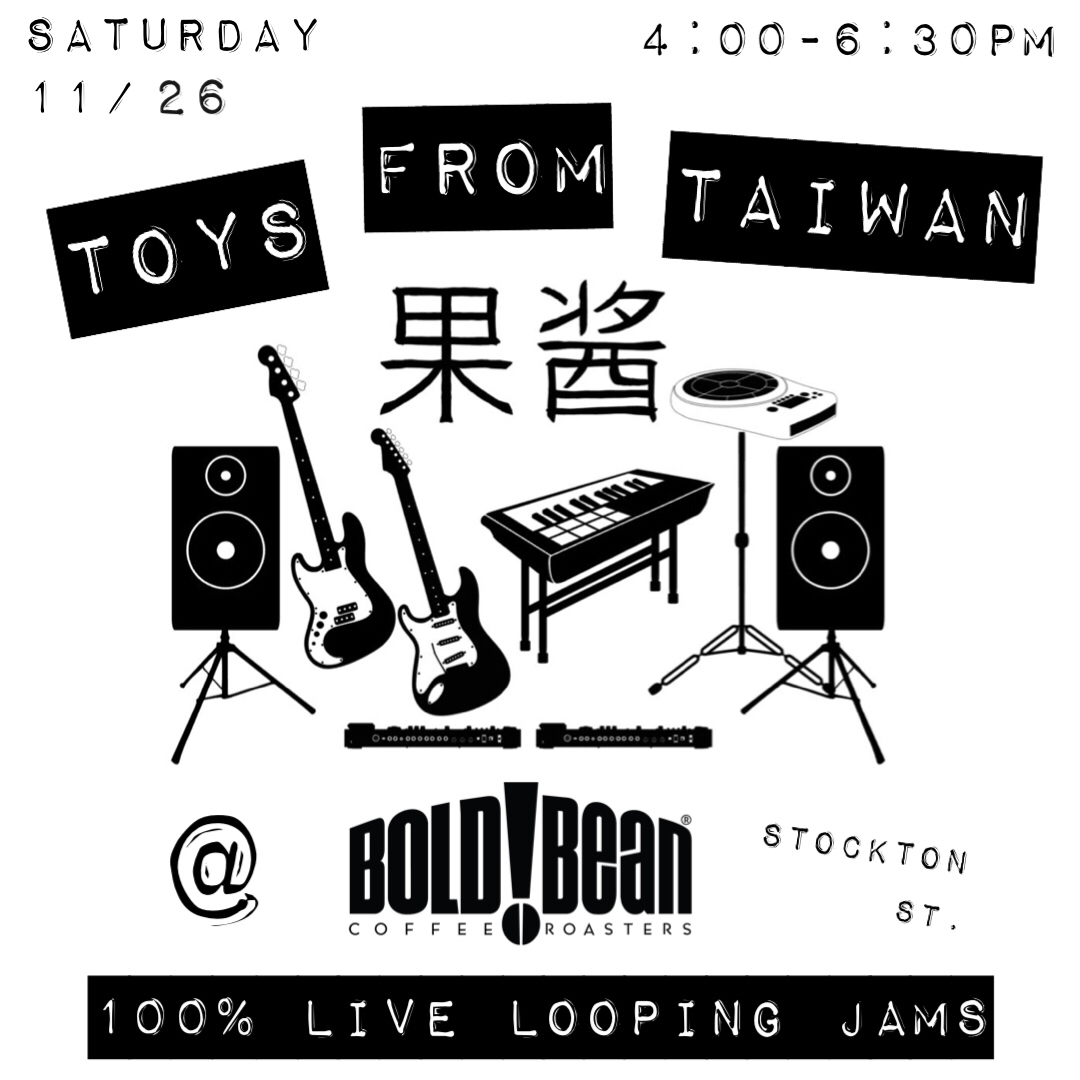 SATURDAY
11/26
4:00-6:30PM
TOYS FROM TAIWAN
果酱
@
BOLD!BEAN®
COFFEE ROASTERS
STOCKTON
ST.
100% LIVE LOOPING JAMS